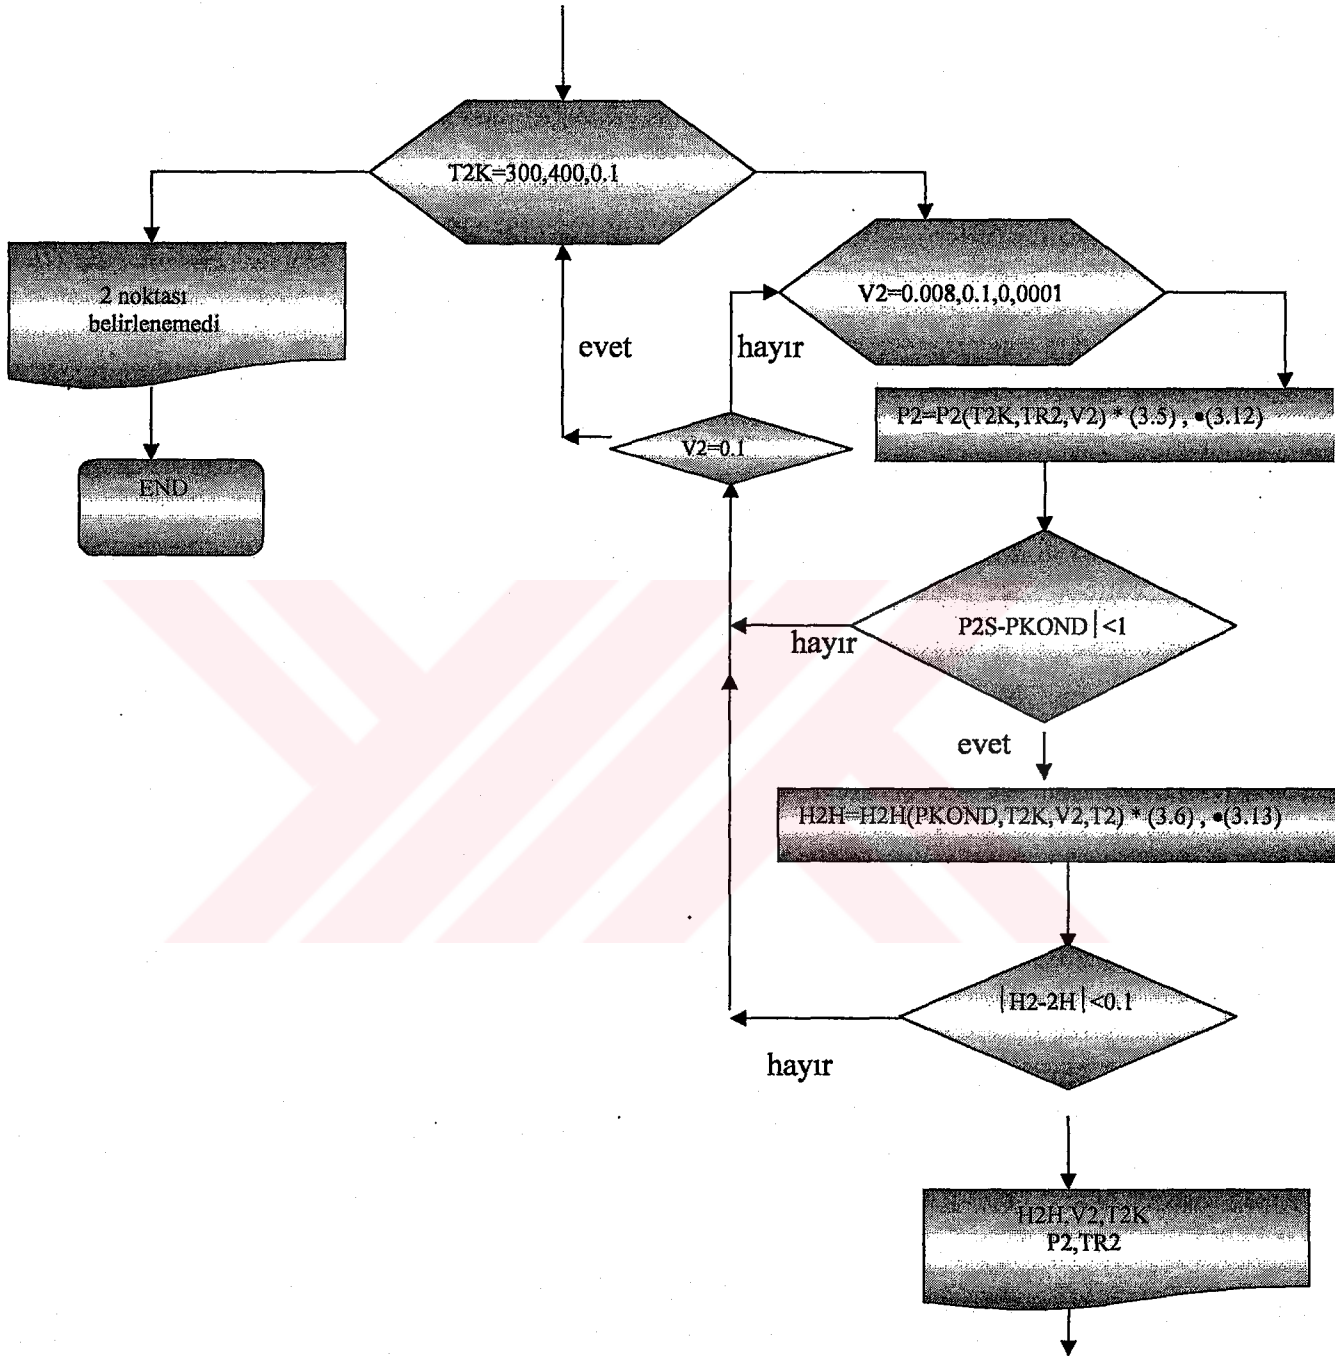 T2K=300,400,0.1
2 noktası
belirlenemedi
END
V2=0.008,0.1,0,0001
evet
hayır
V2=0.1
P2=P2(T2K,TR2,V2) * (3.5) , •(3.12)
P2S-PKOND|<1
hayır
evet
H2H=H2H(PKOND,T2K,V2,T2) * (3.6) , •(3.13)
|H2-2H|<0.1
hayır
H2H,V2,T2K
P2,TR2